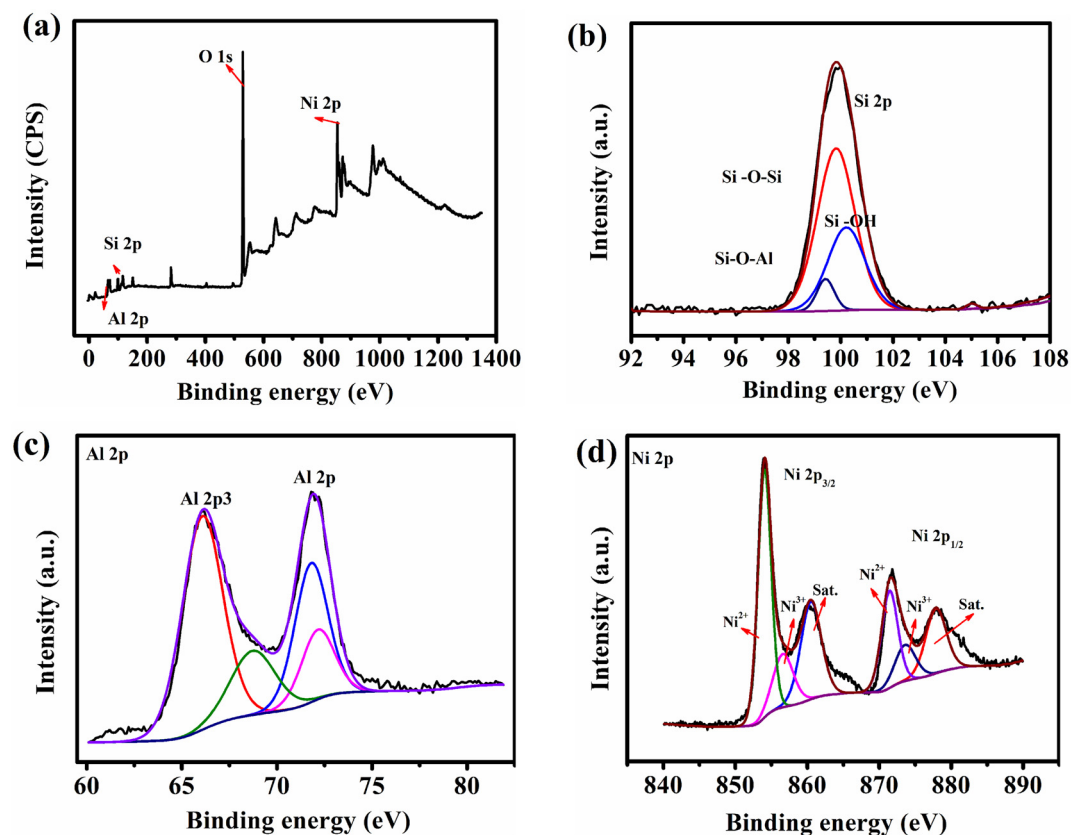 (a)
O 1s
Ni 2p
Si 2p
Al 2p
Intensity (CPS)
0 200 400 600 800 1000 1200 1400
Binding energy (eV)
(b)
Si 2p
Si -O-Si
Si -OH
Si-O-Al
Intensity (a.u.)
92 94 96 98 100 102 104 106 108
Binding energy (eV)
(c)
Al 2p
Al 2p3
Al 2p
Intensity (a.u.)
60 65 70 75 80
Binding energy (eV)
(d)
Ni 2p
Ni 2p3/2
Ni 2p1/2
Ni2+
Ni3+
Sat.
Ni2+
Ni3+
Sat.
Intensity (a.u.)
840 850 860 870 880 890
Binding energy (eV)